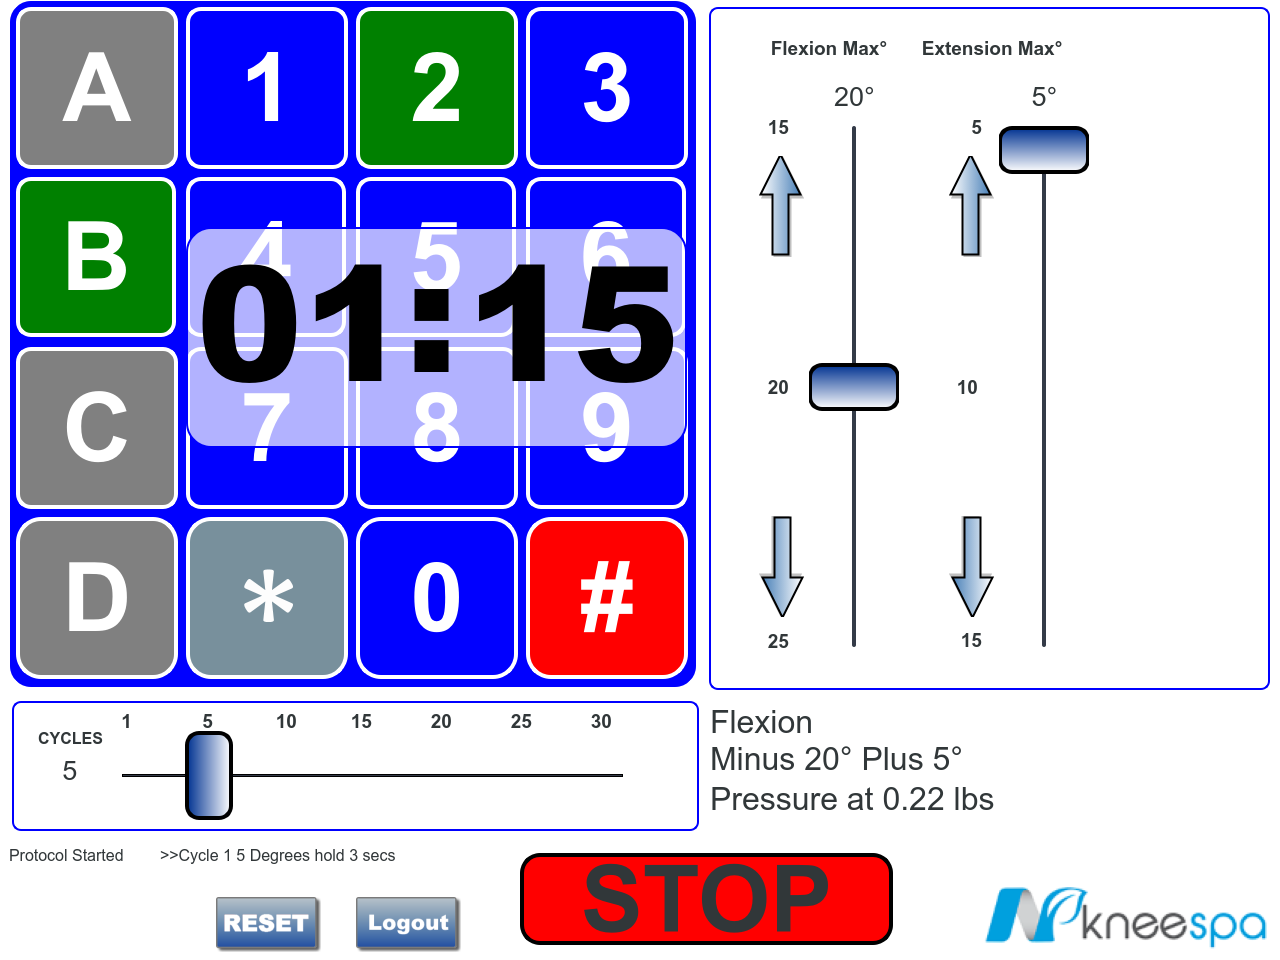 A 1 2 3
B 4 5 6
01:15
C 7 8 9
D * 0 #
Flexion Max° Extension Max°
20° 5°
15 5
20 10
25 15
1 5 10 15 20 25 30
CYCLES
5
Flexion
Minus 20° Plus 5°
Pressure at 0.22 lbs
Protocol Started >>Cycle 1 5 Degrees hold 3 secs
RESET Logout STOP
kneespa